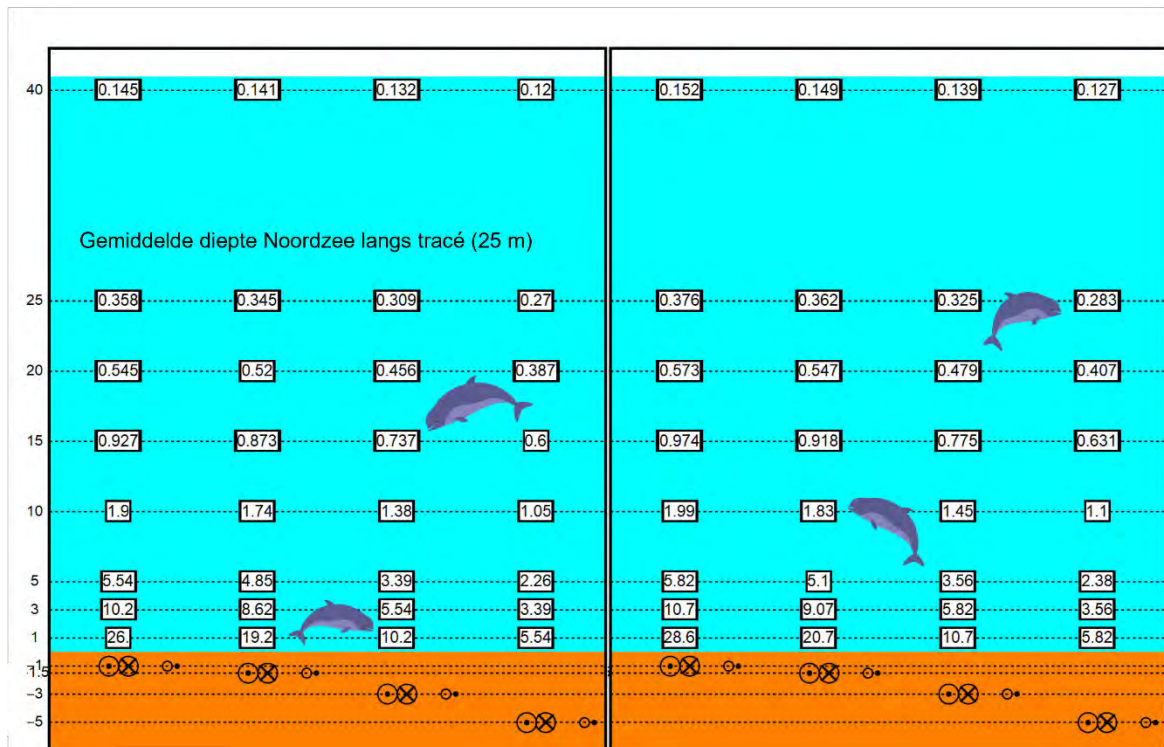 40 0.145 0.141 0.132 0.12 0.152 0.149 0.139 0.127
Gemiddelde diepte Noordzee langs tracé (25 m)
25 0.358 0.345 0.309 0.27 0.376 0.362 0.325 0.283
20 0.545 0.52 0.456 0.387 0.573 0.547 0.479 0.407
15 0.927 0.873 0.737 0.6 0.974 0.918 0.775 0.631
10 1.9 1.74 1.38 1.05 1.99 1.83 1.45 1.1
5 5.54 4.85 3.39 2.26 5.82 5.1 3.56 2.38
3 10.2 8.62 5.54 3.39 10.7 9.07 5.82 3.56
1 26. 19.2 10.2 5.54 28.6 20.7 10.7 5.82
-1
-3
-5